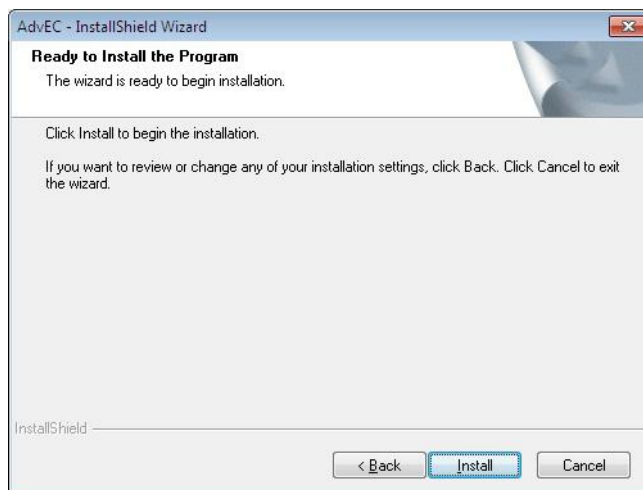 AdvEC - InstallShield Wizard
Ready to Install the Program
The wizard is ready to begin installation.
Click Install to begin the installation.
If you want to review or change any of your installation settings, click Back. Click Cancel to exit
the wizard.
InstallShield
< Back
Install
Cancel